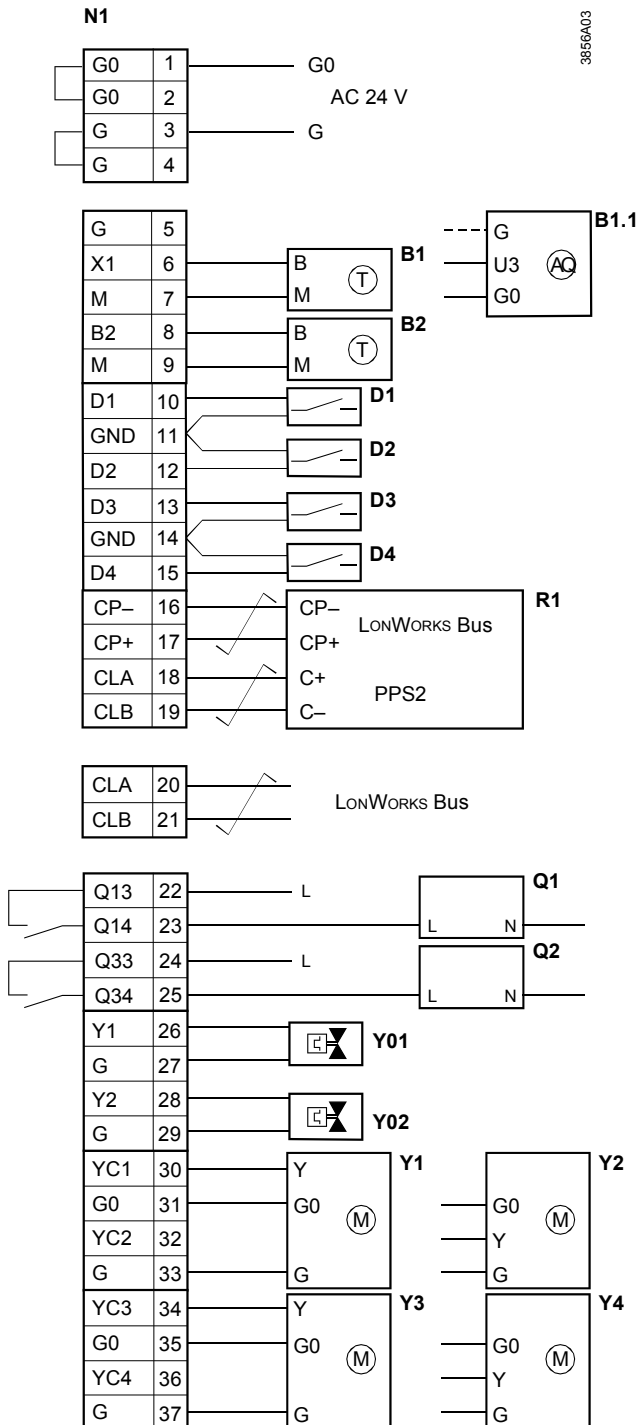 N1
3856A03
G0 1 G0
G0 2 AC 24 V
G 3 G
G 4
G 5 G B1.1
X1 6 B T B1 U3 AQ
M 7 M G0
B2 8 B T B2
M 9 M
D1 10 D1
GND 11
D2 12 D2
D3 13 D3
GND 14
D4 15 D4
CP– 16 CP– LONWORKS Bus R1
CP+ 17 CP+
CLA 18 C+ PPS2
CLB 19 C–
CLA 20 LONWORKS Bus
CLB 21
Q13 22 L Q1
Q14 23 L N
Q33 24 L Q2
Q34 25 L N
Y1 26 Y01
G 27
Y2 28 Y02
G 29
YC1 30 Y Y1 Y2
G0 31 G0 M G0 M
YC2 32 Y
G 33 G G
YC3 34 Y Y3 Y4
G0 35 G0 M G0 M
YC4 36 Y
G 37 G G